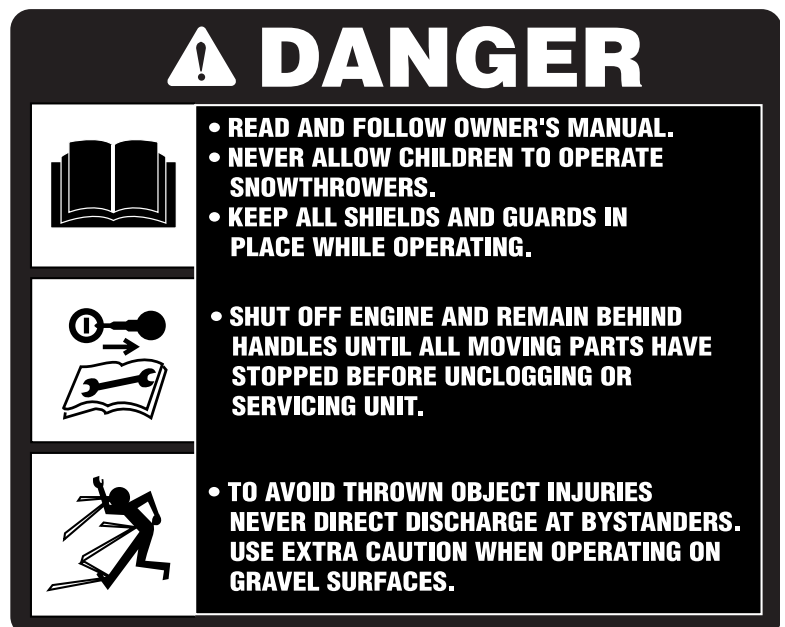 DANGER
• READ AND FOLLOW OWNER'S MANUAL.
• NEVER ALLOW CHILDREN TO OPERATE
SNOWTHROWERS.
• KEEP ALL SHIELDS AND GUARDS IN
PLACE WHILE OPERATING.
• SHUT OFF ENGINE AND REMAIN BEHIND
HANDLES UNTIL ALL MOVING PARTS HAVE
STOPPED BEFORE UNCLOGGING OR
SERVICING UNIT.
• TO AVOID THROWN OBJECT INJURIES
NEVER DIRECT DISCHARGE AT BYSTANDERS.
USE EXTRA CAUTION WHEN OPERATING ON
GRAVEL SURFACES.